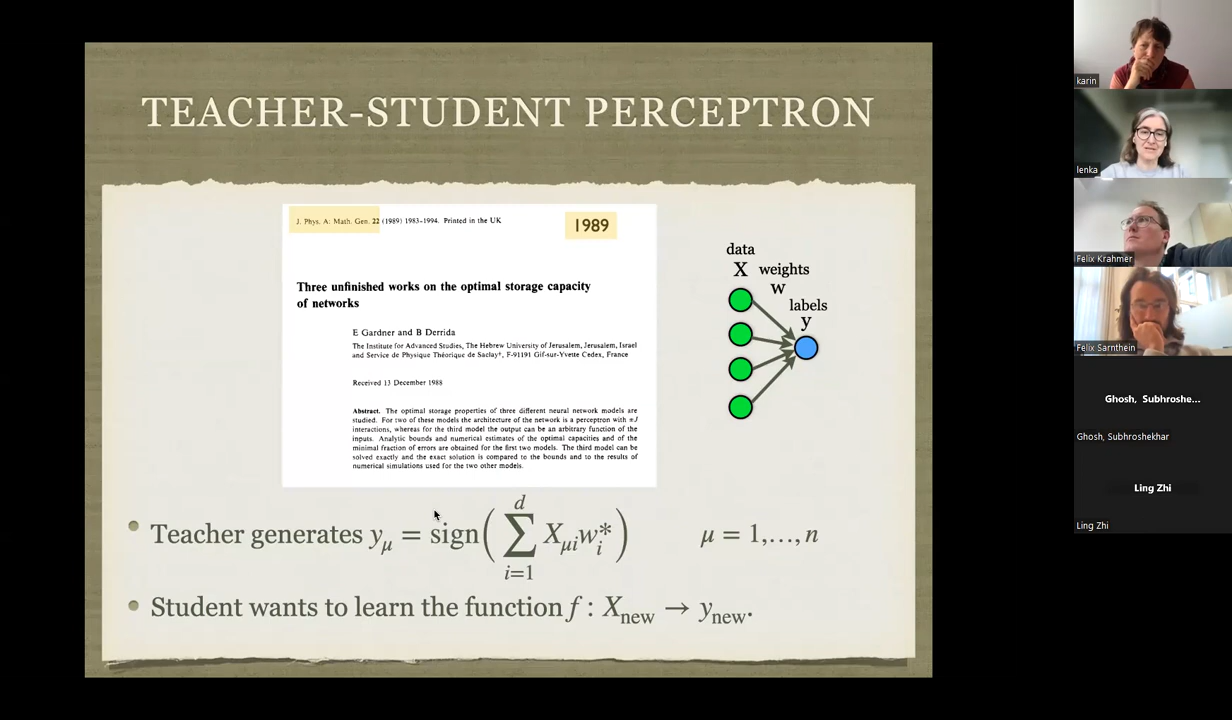 TEACHER-STUDENT PERCEPTRON
J. Phys. A: Math. Gen. 22 (1989) 1983-1994. Printed in the UK
1989
Three unfinished works on the optimal storage capacity
of networks
E Gardner and B Derrida
The Institute for Advanced Studies, The Hebrew University of Jerusalem, Jerusalem, Israel
and Service de Physique Théorique de Saclay†, F-91191 Gif-sur-Yvette Cedex, France
Received 13 December 1988
Abstract. The optimal storage properties of three different neural network models are
studied. For two of these models the architecture of the network is a perceptron with ±J
interactions, whereas for the third model the output can be an arbitrary function of the
inputs. Analytic bounds and numerical estimates of the optimal capacities and of the
minimal fraction of errors are obtained for the first two models. The third model can be
solved exactly and the exact solution is compared to the bounds and to the results of
numerical simulations used for the two other models.
data
X weights
w
labels
y
• Teacher generates y_μ = sign(∑_{i=1}^{d} X_{μi} w_i^*) μ = 1,…,n
• Student wants to learn the function f : X_new → y_new.
karin
lenka
Felix Krahmer
Felix Sarnthein
Ghosh, Subhroshe...
Ghosh, Subhroshekhar
Ling Zhi
Ling Zhi